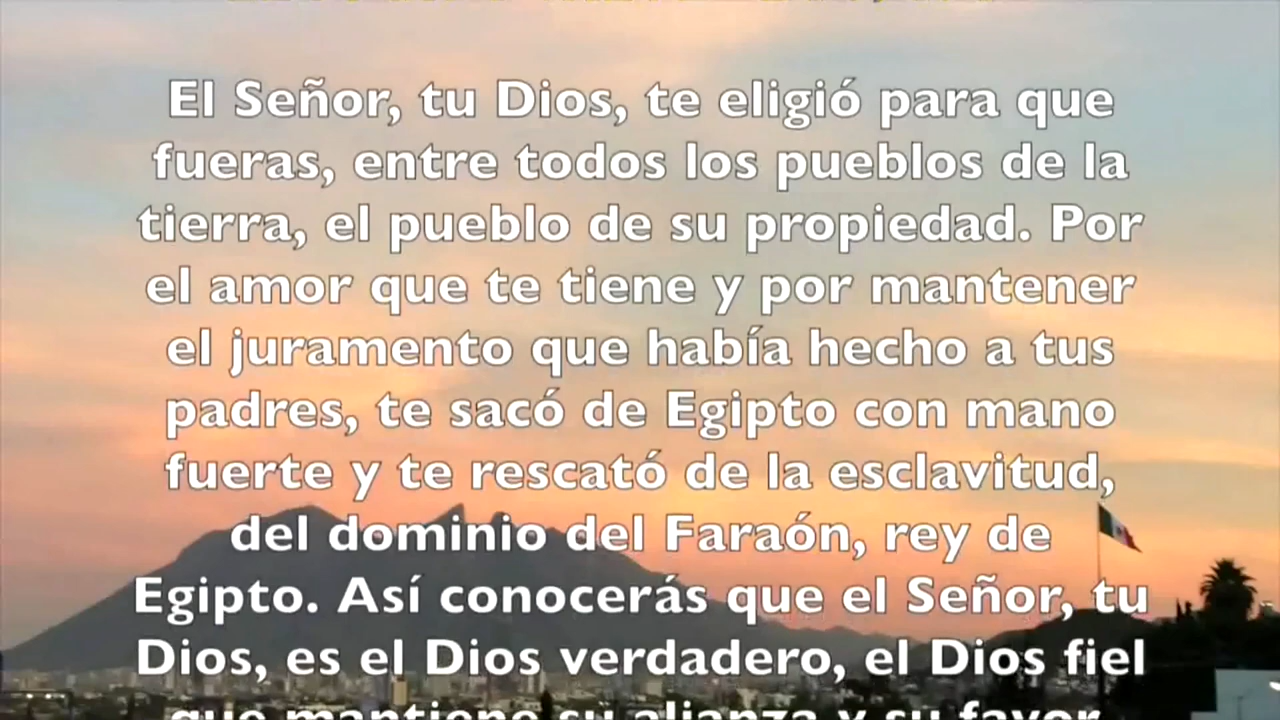 El Señor, tu Dios, te eligió para que
fueras, entre todos los pueblos de la
tierra, el pueblo de su propiedad. Por
el amor que te tiene y por mantener
el juramento que había hecho a tus
padres, te sacó de Egipto con mano
fuerte y te rescató de la esclavitud,
del dominio del Faraón, rey de
Egipto. Así conocerás que el Señor, tu
Dios, es el Dios verdadero, el Dios fiel
que mantiene su alianza y su favor